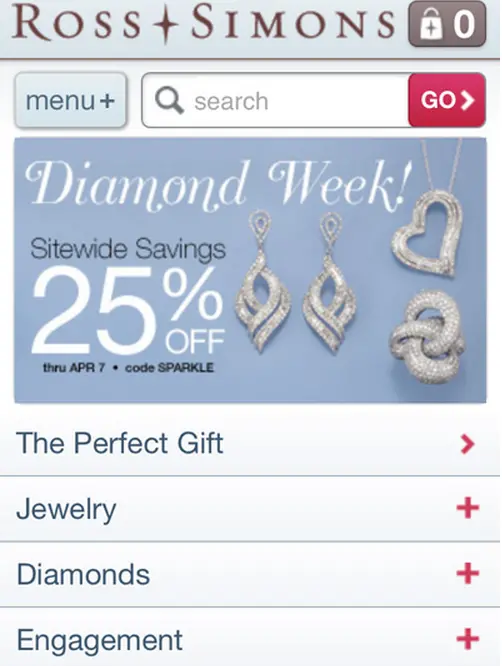 ROSS✦SIMONS
0
menu+
search
GO
Diamond Week!
Sitewide Savings
25% OFF
thru APR 7 • code SPARKLE
The Perfect Gift
Jewelry
Diamonds
Engagement